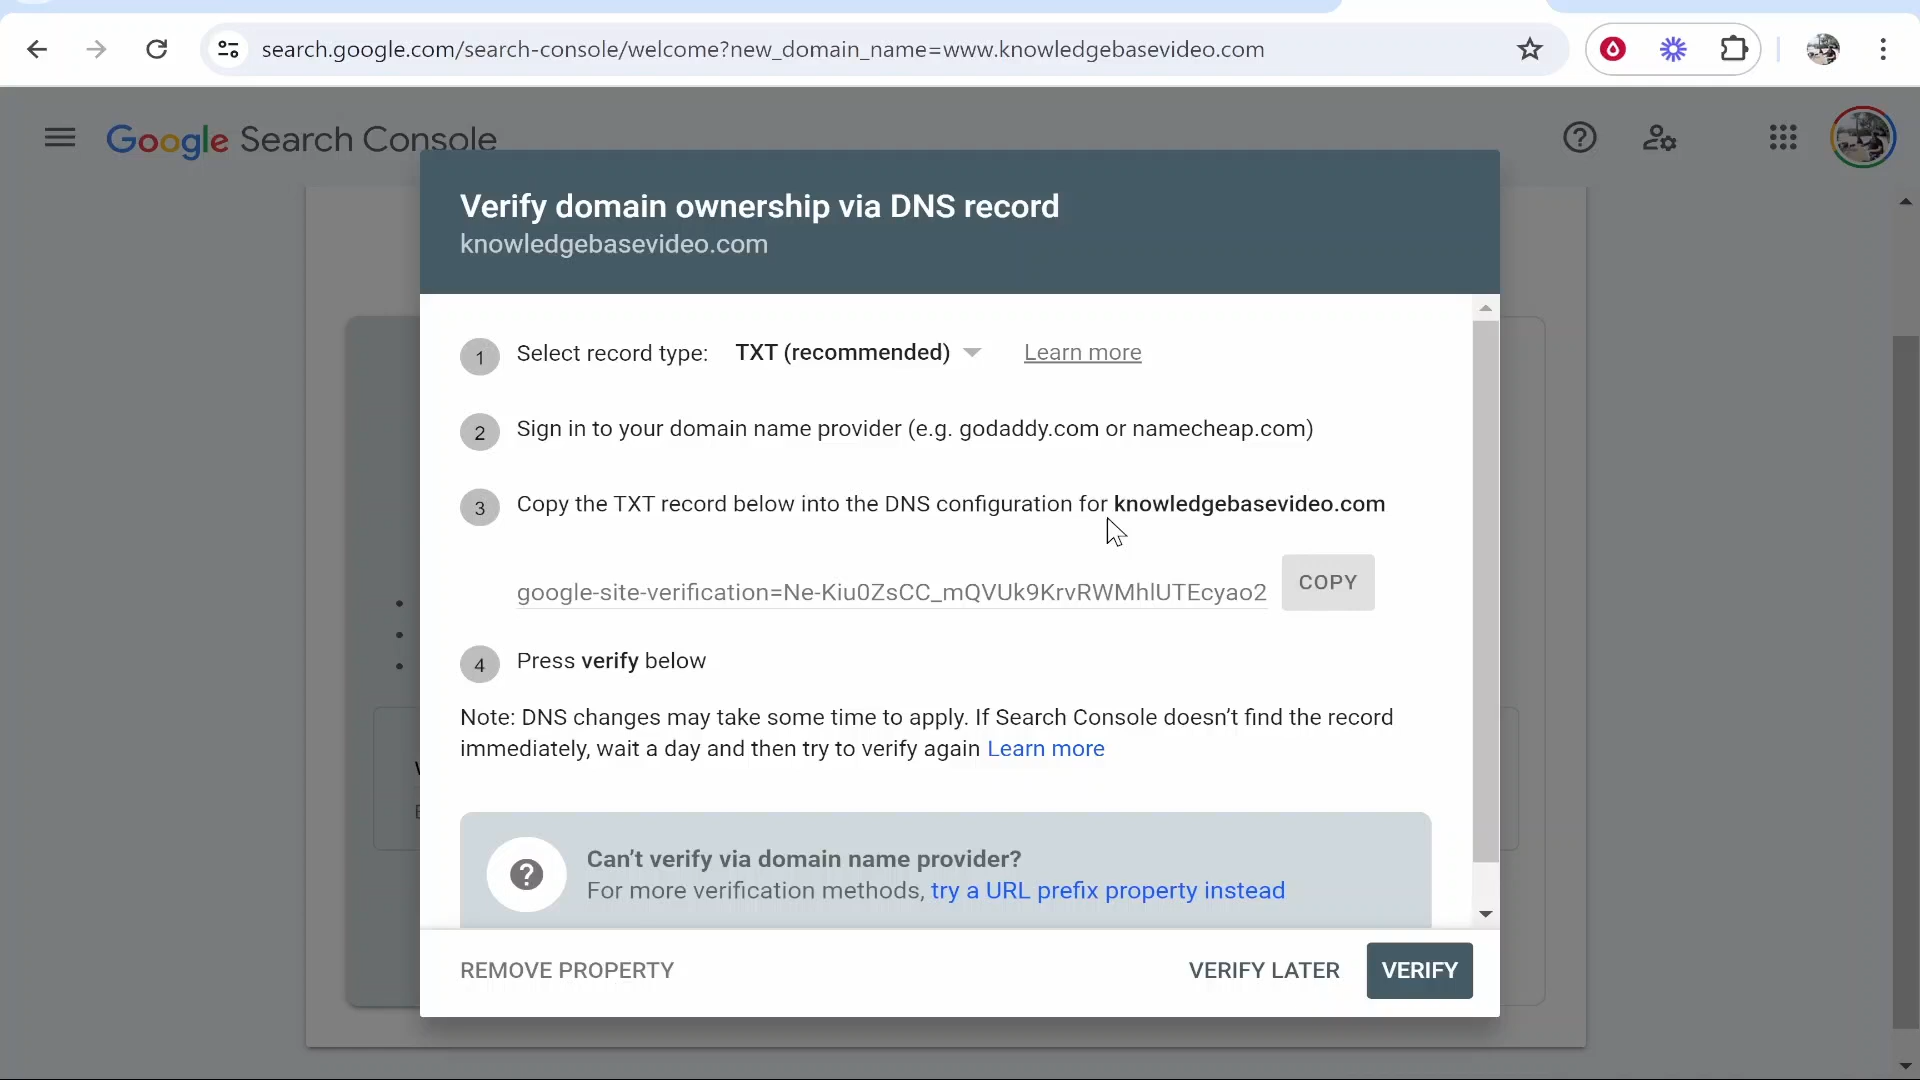 search.google.com/search-console/welcome?new_domain_name=www.knowledgebasevideo.com
Google Search Console
Verify domain ownership via DNS record
knowledgebasevideo.com
1 Select record type: TXT (recommended) Learn more
2 Sign in to your domain name provider (e.g. godaddy.com or namecheap.com)
3 Copy the TXT record below into the DNS configuration for knowledgebasevideo.com
google-site-verification=Ne-Kiu0ZsCC_mQVUk9KrvRWMhlUTEcyao2
COPY
4 Press verify below
Note: DNS changes may take some time to apply. If Search Console doesn’t find the record
immediately, wait a day and then try to verify again Learn more
Can’t verify via domain name provider?
For more verification methods, try a URL prefix property instead
REMOVE PROPERTY VERIFY LATER VERIFY